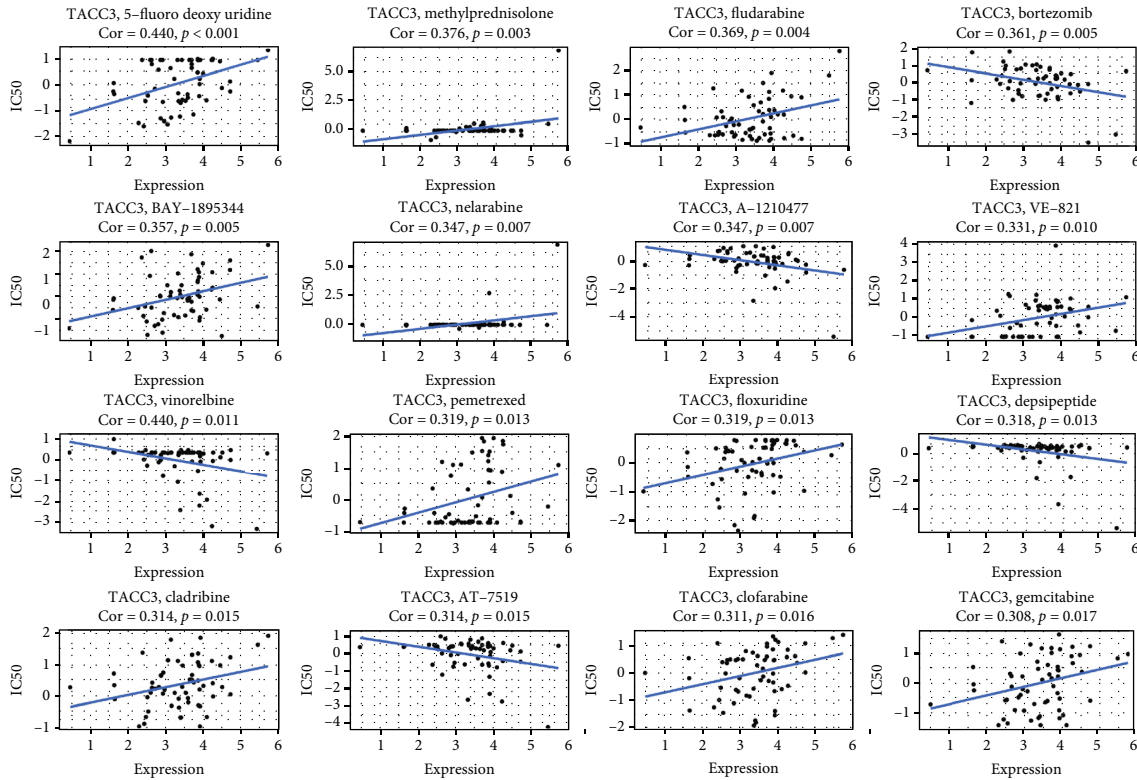 TACC3, 5–fluoro deoxy uridine
Cor = 0.440, p < 0.001
1
0
−1
−2
IC50
1 2 3 4 5 6
Expression
TACC3, methylprednisolone
Cor = 0.376, p = 0.003
5.0
2.5
0.0
IC50
1 2 3 4 5 6
Expression
TACC3, fludarabine
Cor = 0.369, p = 0.004
2
1
0
−1
IC50
1 2 3 4 5 6
Expression
TACC3, bortezomib
Cor = 0.361, p = 0.005
2
1
0
−1
−2
−3
IC50
1 2 3 4 5 6
Expression
TACC3, BAY–1895344
Cor = 0.357, p = 0.005
2
1
0
−1
IC50
1 2 3 4 5 6
Expression
TACC3, nelarabine
Cor = 0.347, p = 0.007
5.0
2.5
0.0
IC50
1 2 3 4 5 6
Expression
TACC3, A–1210477
Cor = 0.347, p = 0.007
0
−2
−4
IC50
1 2 3 4 5 6
Expression
TACC3, VE–821
Cor = 0.331, p = 0.010
4
3
2
1
0
−1
IC50
1 2 3 4 5 6
Expression
TACC3, vinorelbine
Cor = 0.440, p = 0.011
1
0
−1
−2
−3
IC50
1 2 3 4 5 6
Expression
TACC3, pemetrexed
Cor = 0.319, p = 0.013
2
1
0
−1
IC50
1 2 3 4 5 6
Expression
TACC3, floxuridine
Cor = 0.319, p = 0.013
1
0
−1
−2
IC50
1 2 3 4 5 6
Expression
TACC3, depsipeptide
Cor = 0.318, p = 0.013
0
−2
−4
IC50
1 2 3 4 5 6
Expression
TACC3, cladribine
Cor = 0.314, p = 0.015
2
1
0
−1
IC50
1 2 3 4 5 6
Expression
TACC3, AT–7519
Cor = 0.314, p = 0.015
1
0
−1
−2
−3
−4
IC50
1 2 3 4 5 6
Expression
TACC3, clofarabine
Cor = 0.311, p = 0.016
1
0
−1
−2
IC50
1 2 3 4 5 6
Expression
TACC3, gemcitabine
Cor = 0.308, p = 0.017
1
0
−1
IC50
1 2 3 4 5 6
Expression